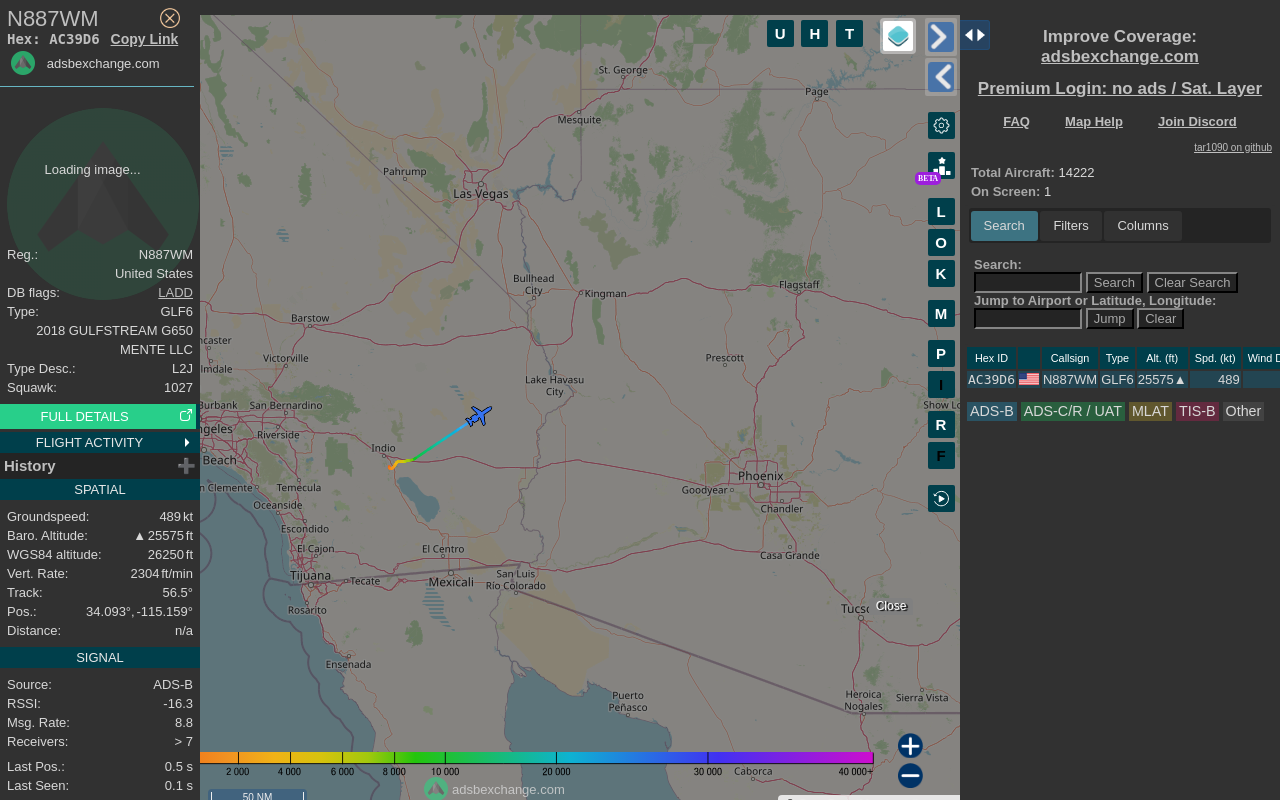 N887WM
Hex: AC39D6 Copy Link
adsbexchange.com
Loading image...
Reg.: N887WM
United States
DB flags: LADD
Type: GLF6
2018 GULFSTREAM G650
MENTE LLC
Type Desc.: L2J
Squawk: 1027
FULL DETAILS
FLIGHT ACTIVITY
History
SPATIAL
Groundspeed: 489 kt
Baro. Altitude: ▲ 25575 ft
WGS84 altitude: 26250 ft
Vert. Rate: 2304 ft/min
Track: 56.5°
Pos.: 34.093°, -115.159°
Distance: n/a
SIGNAL
Source: ADS-B
RSSI: -16.3
Msg. Rate: 8.8
Receivers: > 7
Last Pos.: 0.5 s
Last Seen: 0.1 s
U H T
BETA
L
O
K
M
P
I
R
F
St. George
Page
Mesquite
Pahrump
Las Vegas
Bullhead
City
Kingman
Flagstaff
Barstow
ncaster
Victorville
lmdale
Prescott
Lake Havasu
City
Burbank
San Bernardino
Show Lo
ngeles
Riverside
Indio
Beach
Phoenix
Goodyear
n Clemente
Temecula
Oceanside
Chandler
Escondido
El Cajon
El Centro
Casa Grande
Tijuana
Tecate
Mexicali
San Luis
Río Colorado
Rosarito
Tucs
Close
Ensenada
Puerto
Peñasco
Heroica
Nogales
Sierra Vista
Caborca
2 000 4 000 6 000 8 000 10 000 20 000 30 000 40 000+
adsbexchange.com
50 NM
Improve Coverage:
adsbexchange.com
Premium Login: no ads / Sat. Layer
FAQ Map Help Join Discord
tar1090 on github
Total Aircraft: 14222
On Screen: 1
Search Filters Columns
Search:
Search Clear Search
Jump to Airport or Latitude, Longitude:
Jump Clear
Hex ID Callsign Type Alt. (ft) Spd. (kt) Wind D
AC39D6 N887WM GLF6 25575▲ 489
ADS-B ADS-C/R / UAT MLAT TIS-B Other